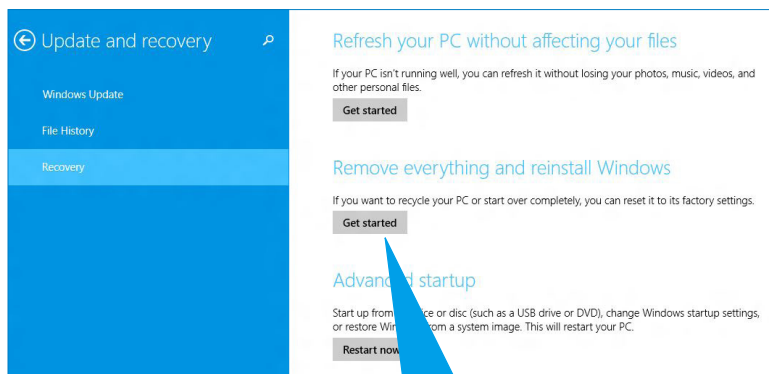 Update and recovery
Windows Update
File History
Recovery
Refresh your PC without affecting your files
If your PC isn't running well, you can refresh it without losing your photos, music, videos, and
other personal files.
Get started
Remove everything and reinstall Windows
If you want to recycle your PC or start over completely, you can reset it to its factory settings.
Get started
startup
Start up from or disc (such as a USB drive or DVD), change Windows startup settings,
or restore from a system image. This will restart your PC.
Restart now